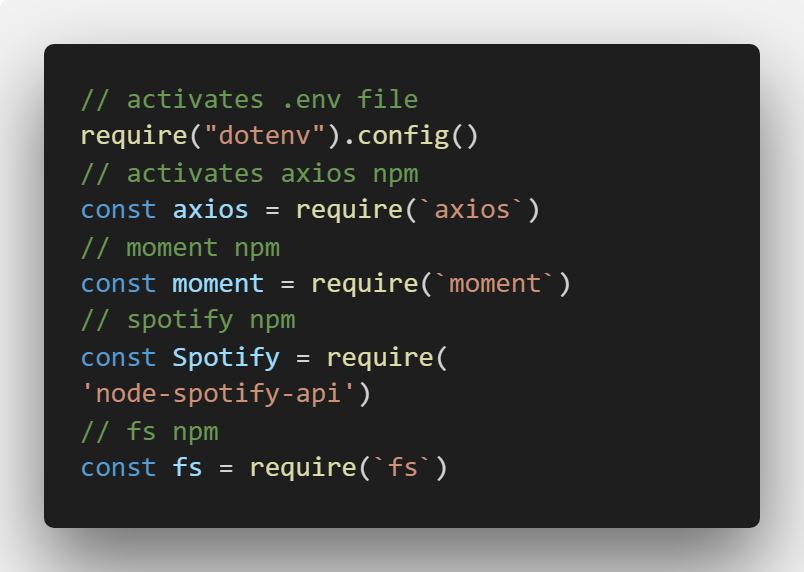 // activates .env file
require("dotenv").config()
// activates axios npm
const axios = require(`axios`)
// moment npm
const moment = require(`moment`)
// spotify npm
const Spotify = require(
'node-spotify-api')
// fs npm
const fs = require(`fs`)